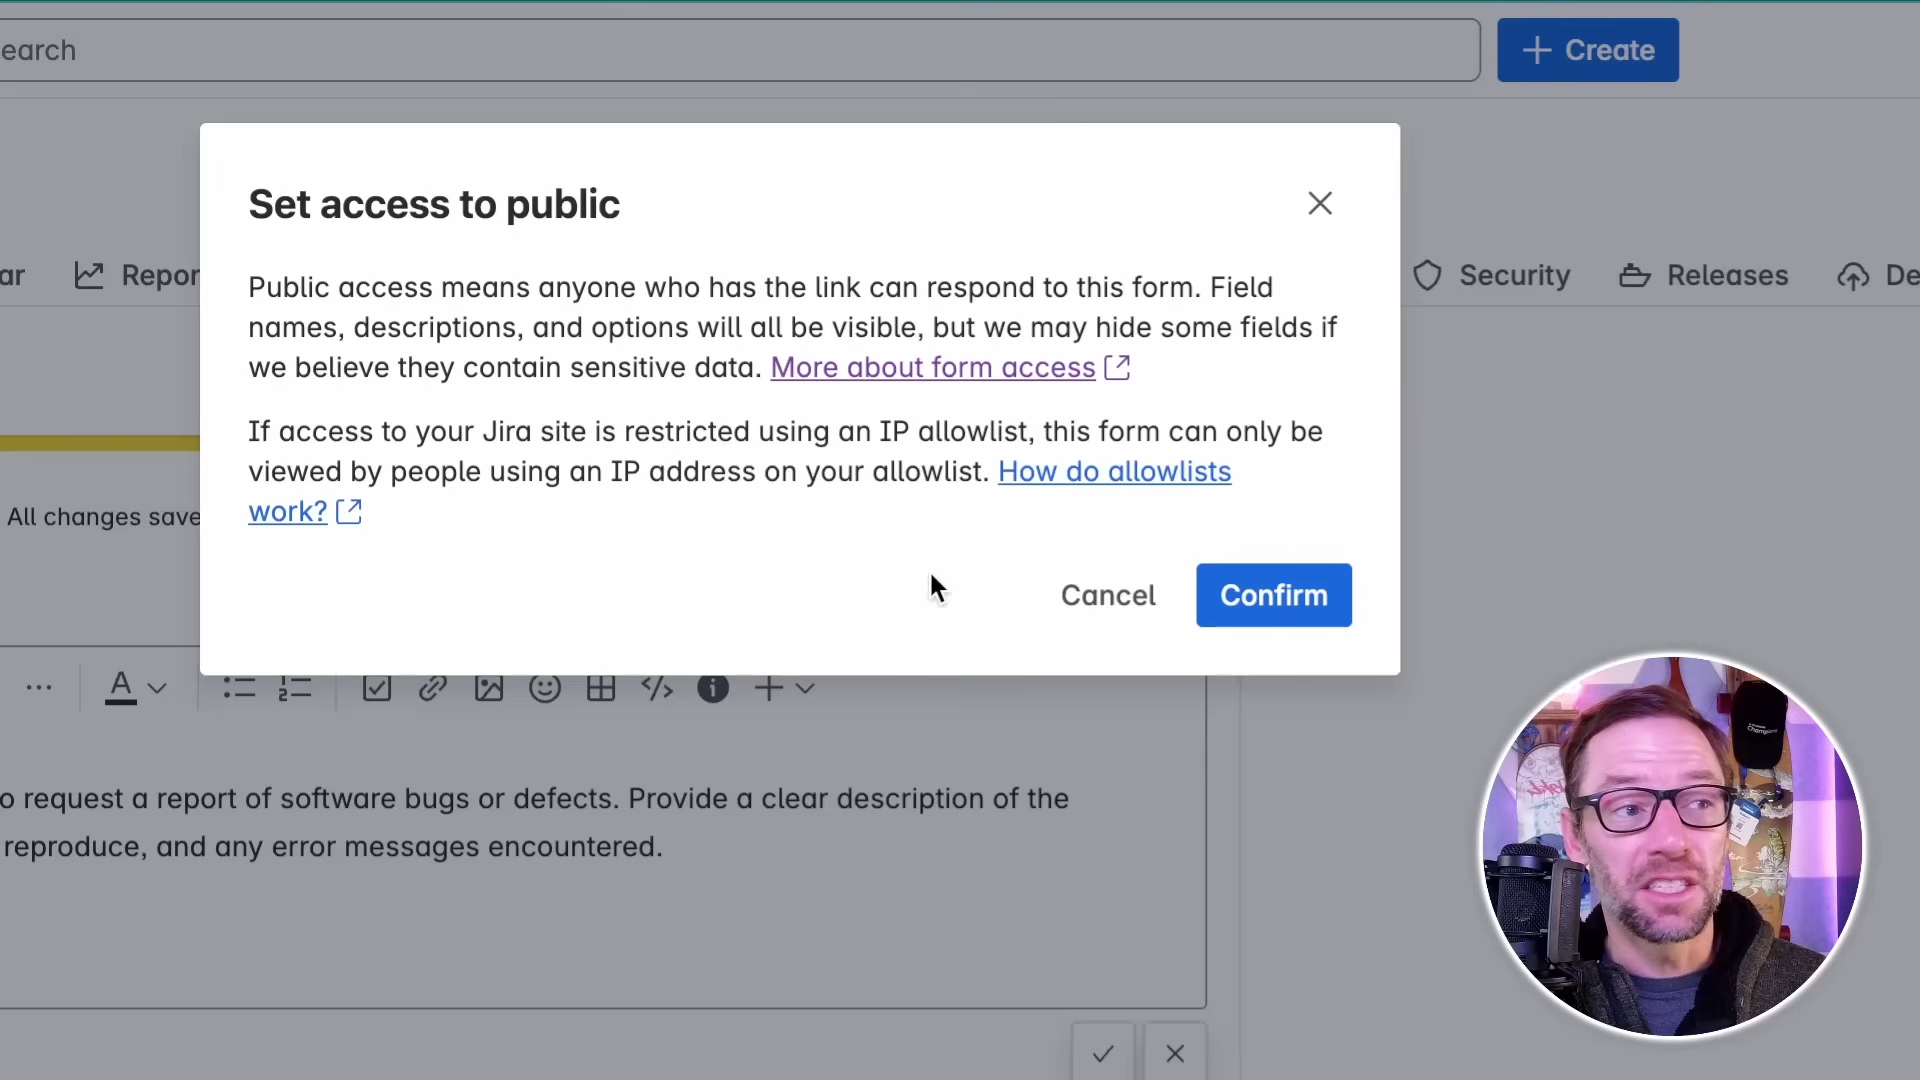 earch
Create
Set access to public
Public access means anyone who has the link can respond to this form. Field
names, descriptions, and options will all be visible, but we may hide some fields if
we believe they contain sensitive data. More about form access
If access to your Jira site is restricted using an IP allowlist, this form can only be
viewed by people using an IP address on your allowlist. How do allowlists
work?
Cancel Confirm
ar Repor Security Releases De
All changes save
A
o request a report of software bugs or defects. Provide a clear description of the
reproduce, and any error messages encountered.